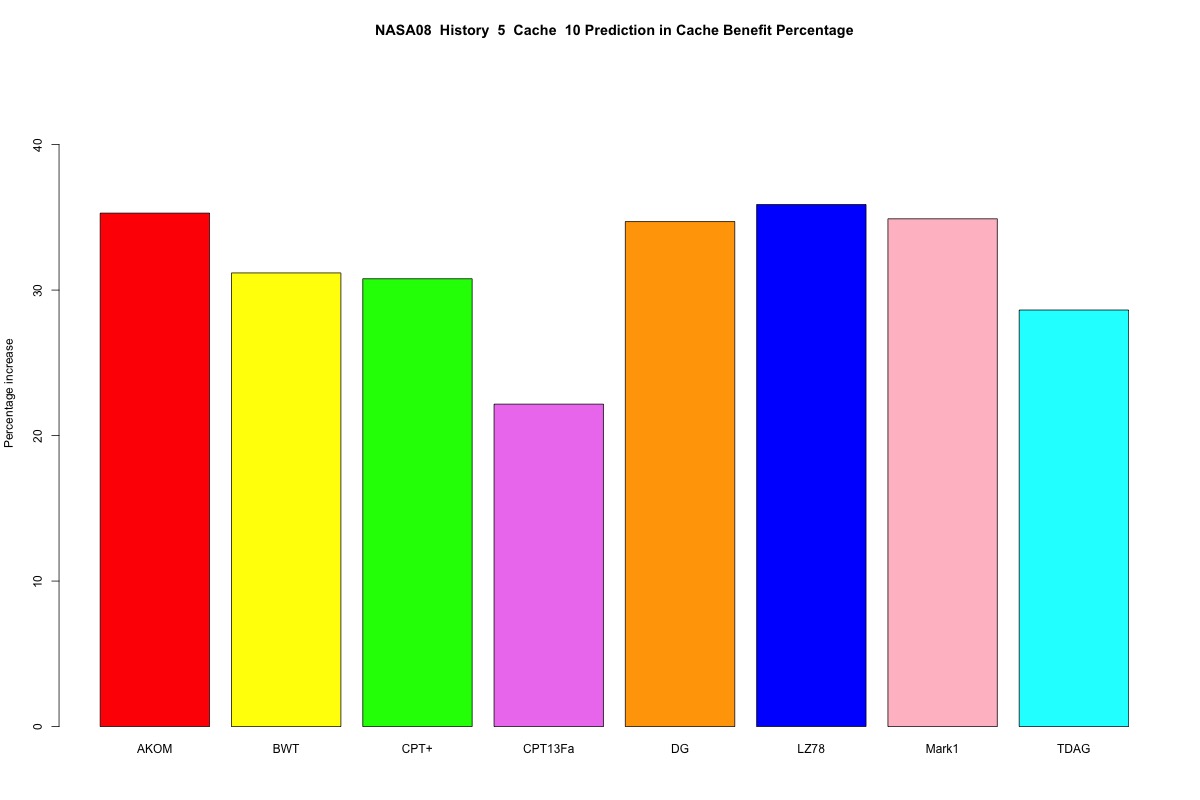 NASA08  History  5  Cache  10 Prediction in Cache Benefit Percentage
40
30
20
10
0
Percentage increase
AKOM BWT CPT+ CPT13Fa DG LZ78 Mark1 TDAG